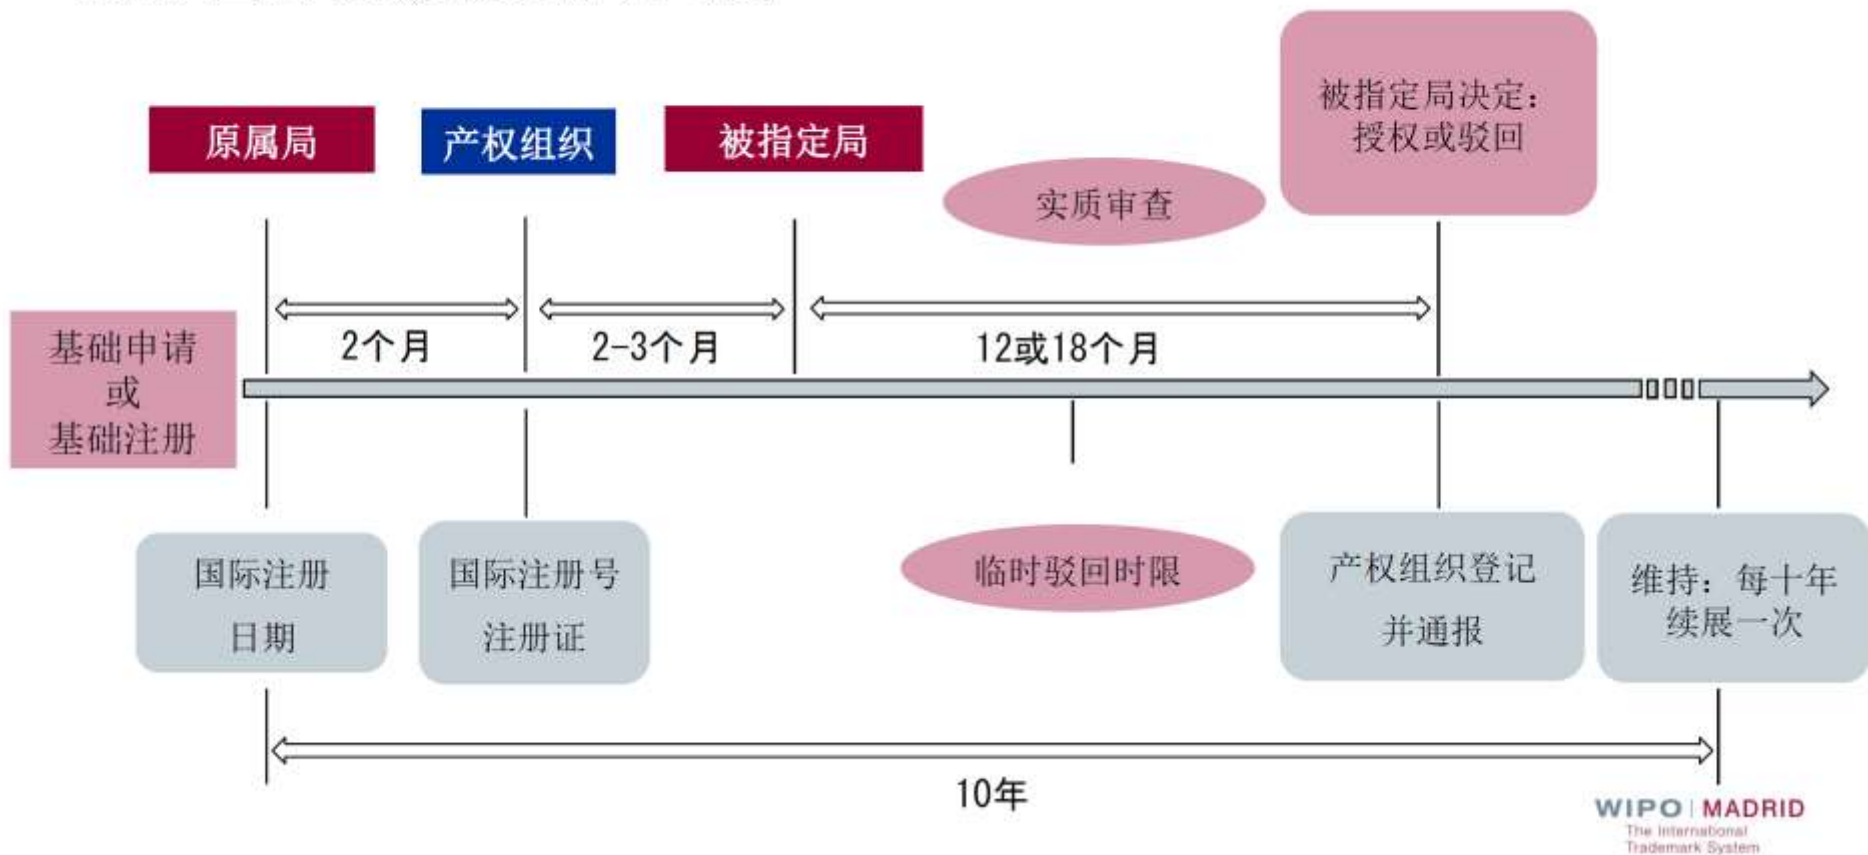 原属局
产权组织
被指定局
被指定局决定:
授权或驳回
实质审查
2个月
2-3个月
12或18个月
基础申请
或
基础注册
国际注册
日期
国际注册号
注册证
临时驳回时限
产权组织登记
并通报
维持: 每十年
续展一次
10年
WIPO | MADRID
The International
Trademark System